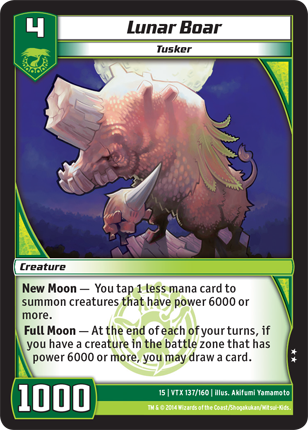 4
Lunar Boar
Tusker
Creature
New Moon — You tap 1 less mana card to
summon creatures that have power 6000 or
more.
Full Moon — At the end of each of your turns, if
you have a creature in the battle zone that has
power 6000 or more, you may draw a card.
1000
15 | VTX 137/160 | illus. Akifumi Yamamoto
TM & © 2014 Wizards of the Coast/Shogakukan/Mitsui-Kids.